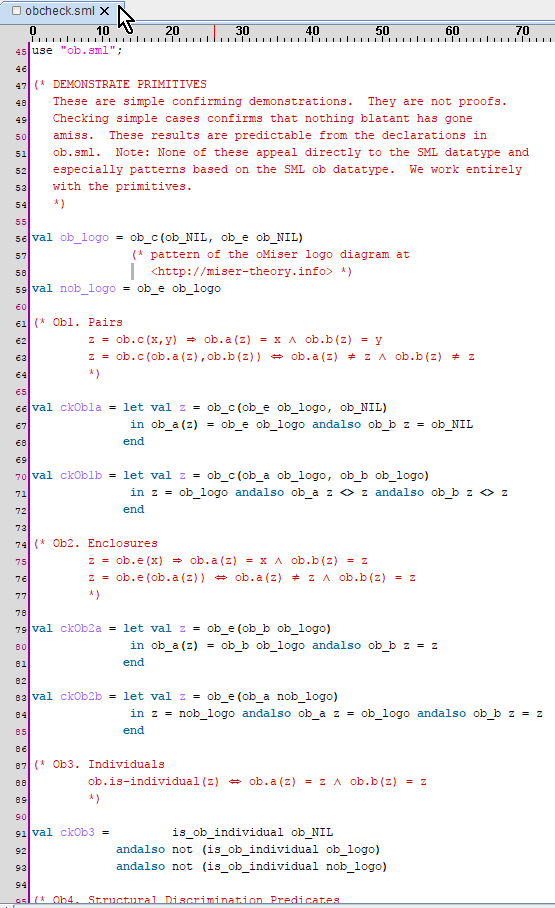 obcheck.sml
0 10 20 30 40 50 60 70
45 use "ob.sml";
46
47 (* DEMONSTRATE PRIMITIVES
48 These are simple confirming demonstrations. They are not proofs.
49 Checking simple cases confirms that nothing blatant has gone
50 amiss. These results are predictable from the declarations in
51 ob.sml. Note: None of these appeal directly to the SML datatype and
52 especially patterns based on the SML ob datatype. We work entirely
53 with the primitives.
54 *)
55
56 val ob_logo = ob_c(ob_NIL, ob_e ob_NIL)
57 (* pattern of the oMiser logo diagram at
58 <http://miser-theory.info> *)
59 val nob_logo = ob_e ob_logo
60
61 (* Ob1. Pairs
62 z = ob.c(x,y) ⇒ ob.a(z) = x ∧ ob.b(z) = y
63 z = ob.c(ob.a(z),ob.b(z)) ⇔ ob.a(z) ≠ z ∧ ob.b(z) ≠ z
64 *)
65
66 val ckOb1a = let val z = ob_c(ob_e ob_logo, ob_NIL)
67 in ob_a(z) = ob_e ob_logo andalso ob_b z = ob_NIL
68 end
69
70 val ckOb1b = let val z = ob_c(ob_a ob_logo, ob_b ob_logo)
71 in z = ob_logo andalso ob_a z <> z andalso ob_b z <> z
72 end
73
74 (* Ob2. Enclosures
75 z = ob.e(x) ⇒ ob.a(z) = x ∧ ob.b(z) = z
76 z = ob.e(ob.a(z)) ⇔ ob.a(z) ≠ z ∧ ob.b(z) = z
77 *)
78
79 val ckOb2a = let val z = ob_e(ob_b ob_logo)
80 in ob_a(z) = ob_b ob_logo andalso ob_b z = z
81 end
82
83 val ckOb2b = let val z = ob_e(ob_a nob_logo)
84 in z = nob_logo andalso ob_a z = ob_logo andalso ob_b z = z
85 end
86
87 (* Ob3. Individuals
88 ob.is-individual(z) ⇔ ob.a(z) = z ∧ ob.b(z) = z
89 *)
90
91 val ckOb3 = is_ob_individual ob_NIL
92 andalso not (is_ob_individual ob_logo)
93 andalso not (is_ob_individual nob_logo)
94
95 (* Ob4. Structural Discrimination Predicates